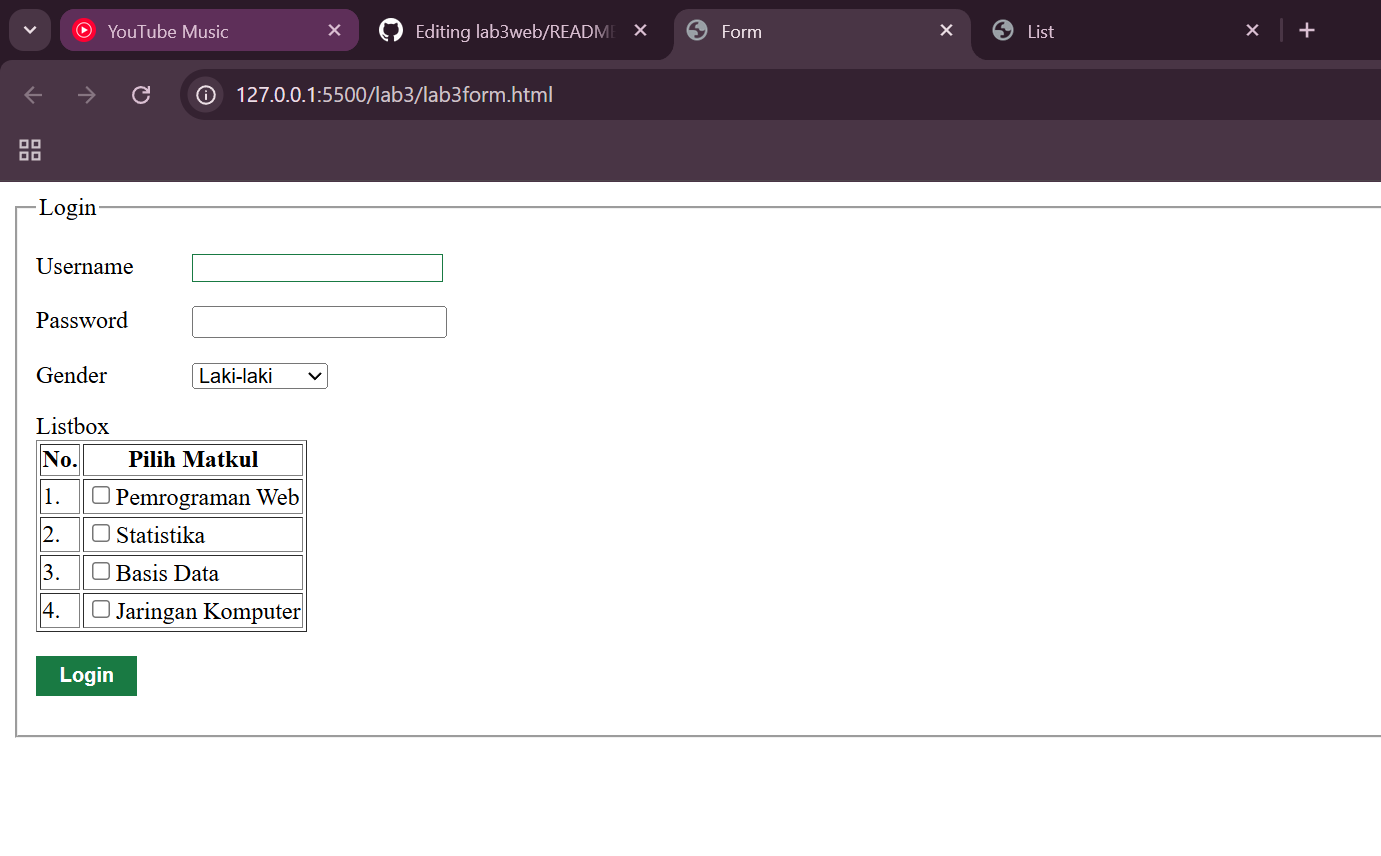 YouTube Music
Editing lab3web/READM
Form
List
127.0.0.1:5500/lab3/lab3form.html
Login
Username
Password
Gender Laki-laki
Listbox
No. Pilih Matkul
1. Pemrograman Web
2. Statistika
3. Basis Data
4. Jaringan Komputer
Login